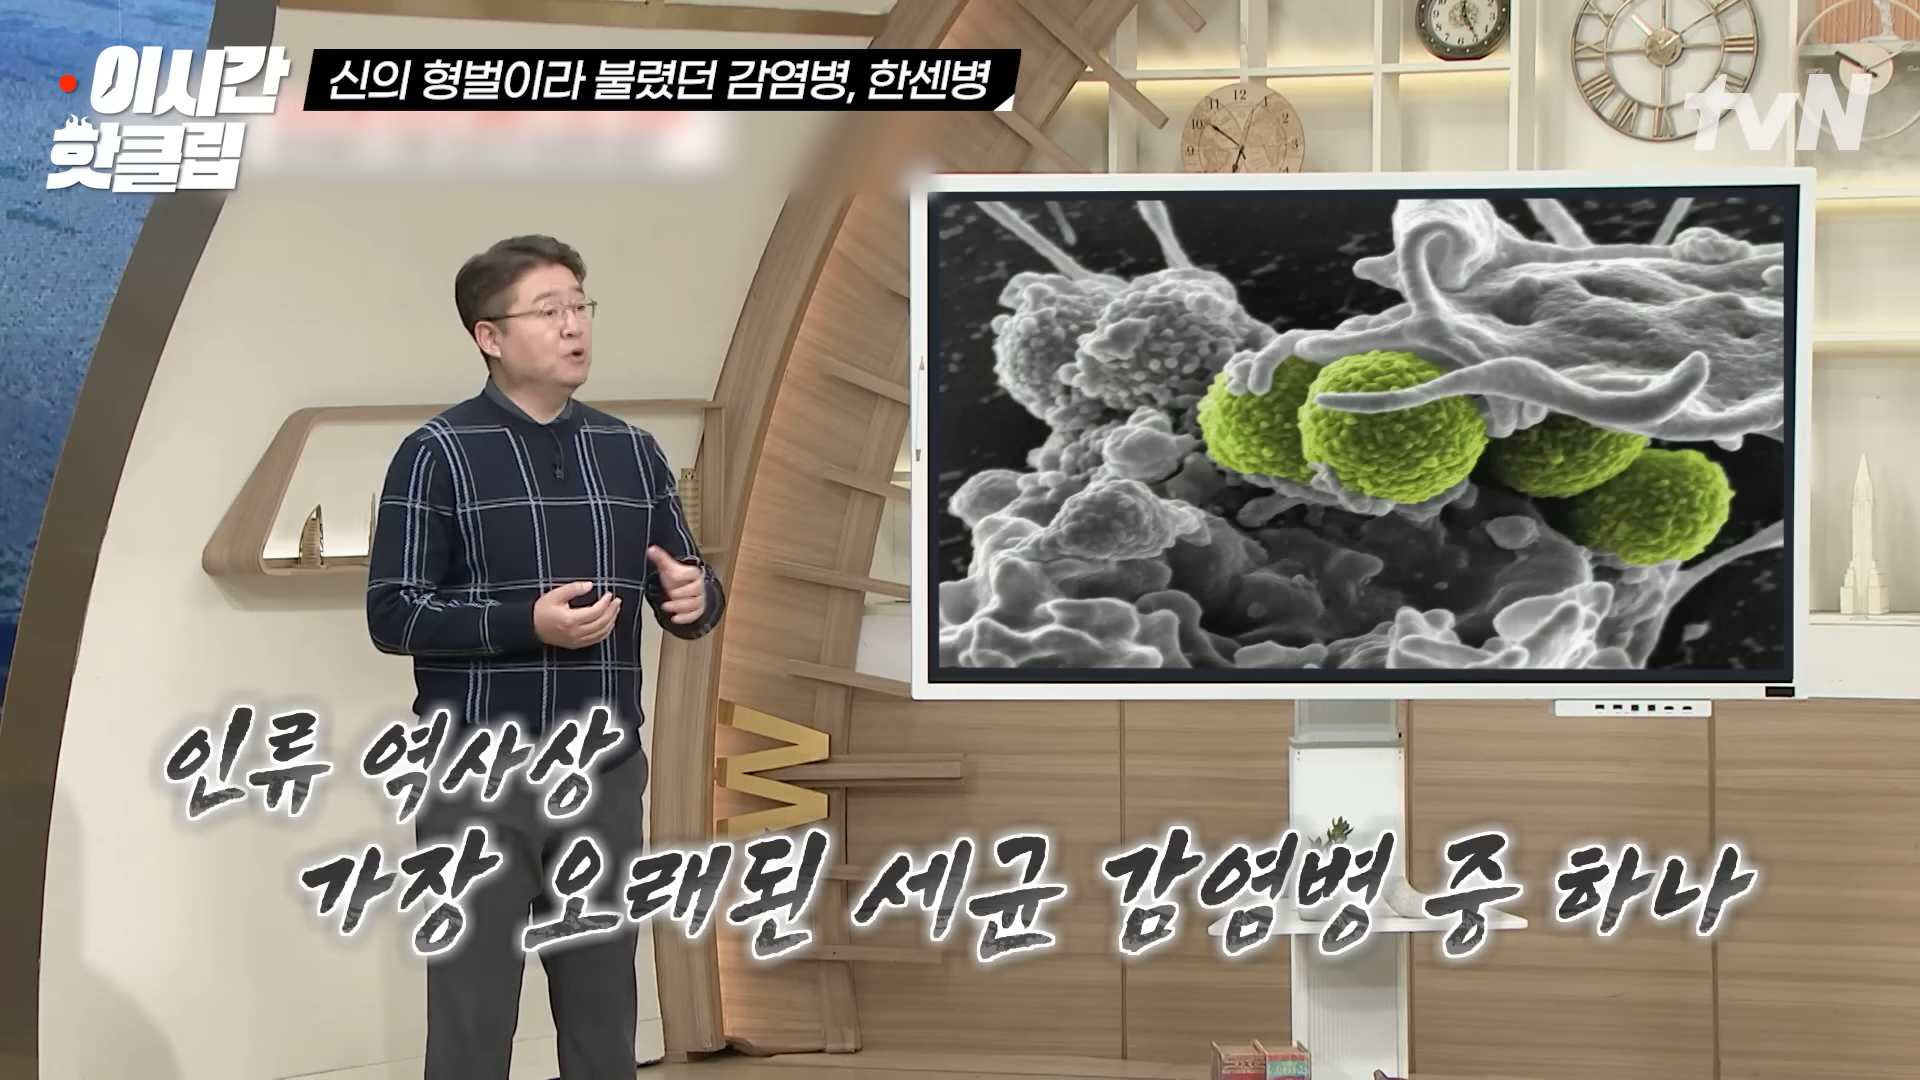 이시간
핫클립
신의 형벌이라 불렸던 감염병, 한센병
tvN
인류 역사상
가장 오래된 세균 감염병 중 하나